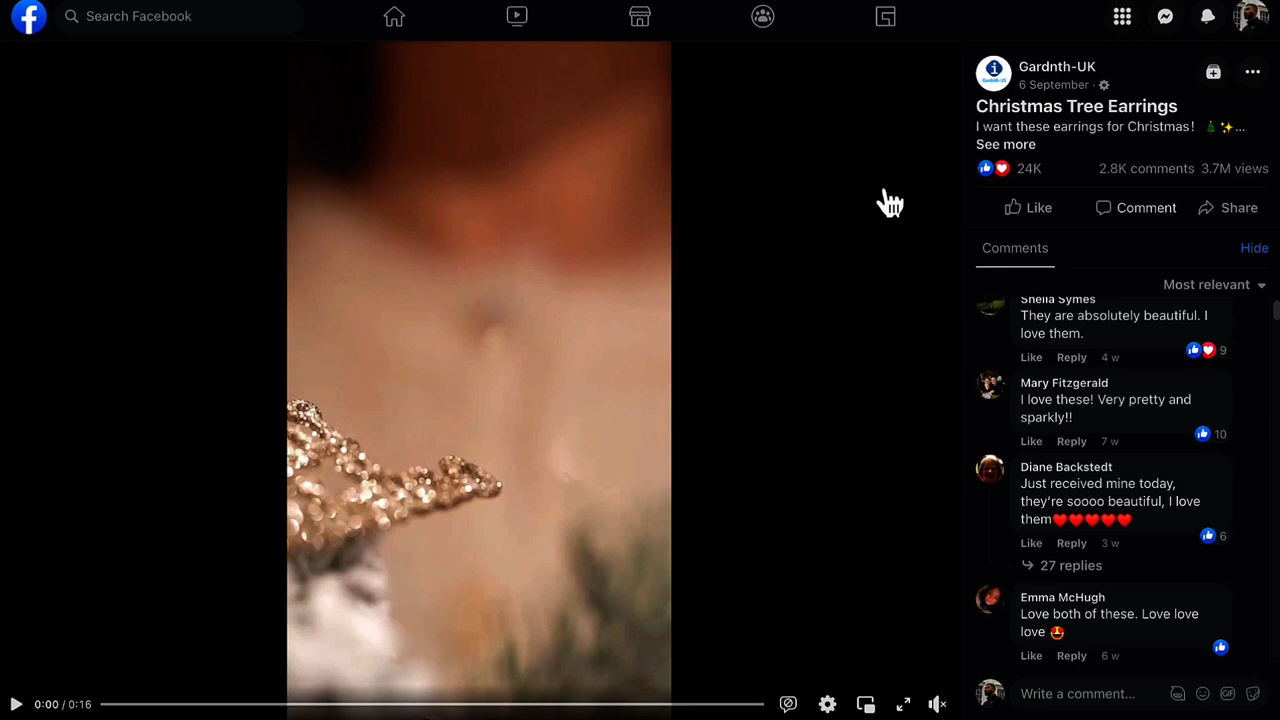 Search Facebook
Gardnth-UK
6 September
Christmas Tree Earrings
I want these earrings for Christmas! 🎄✨...
See more
24K 2.8K comments 3.7M views
Like Comment Share
Comments Hide
Most relevant
Sheila Symes
They are absolutely beautiful. I
love them.
9
Like Reply 4 w
Mary Fitzgerald
I love these! Very pretty and
sparkly!!
10
Like Reply 7 w
Diane Backstedt
Just received mine today,
they're soooo beautiful, I love
them❤️❤️❤️❤️❤️
6
Like Reply 3 w
27 replies
Emma McHugh
Love both of these. Love love
love 🤩
Like Reply 6 w
Write a comment...
GIF
0:00 / 0:16